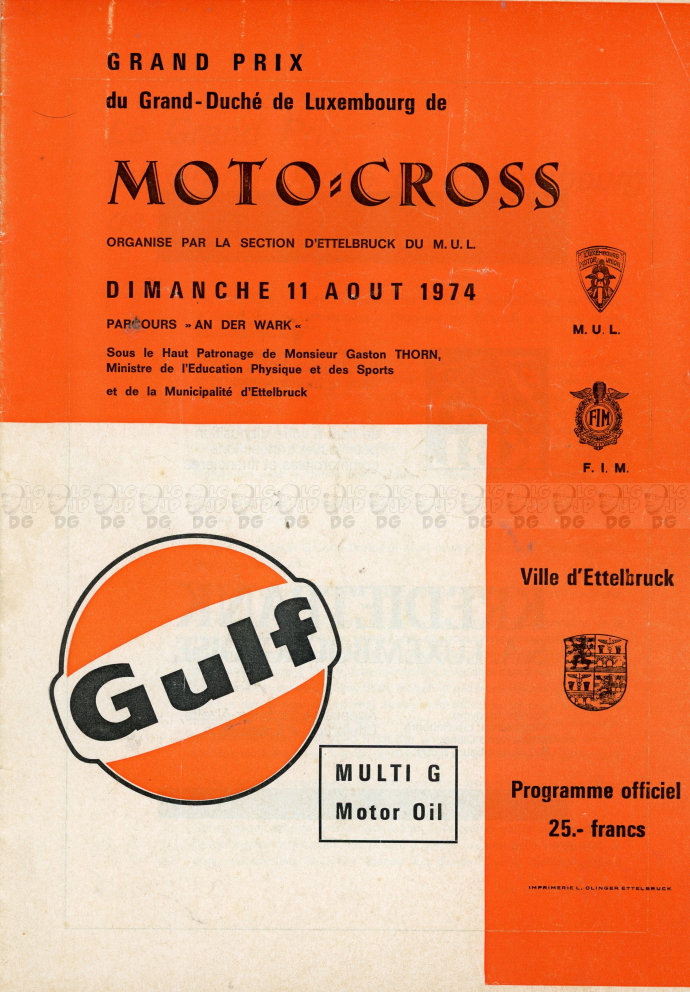 GRAND PRIX
du Grand-Duché de Luxembourg de
MOTO=CROSS
ORGANISE PAR LA SECTION D'ETTELBRUCK DU M.U.L.
DIMANCHE 11 AOUT 1974
PARCOURS »AN DER WARK«
Sous le Haut Patronage de Monsieur Gaston THORN,
Ministre de l'Education Physique et des Sports
et de la Municipalité d'Ettelbruck
MOTOR UNION
M.U.L.
FIM
F.I.M.
Ville d'Ettelbruck
Gulf
MULTI G
Motor Oil
Programme officiel
25.- francs
IMPRIMERIE L. OLINGER ETTELBRUCK